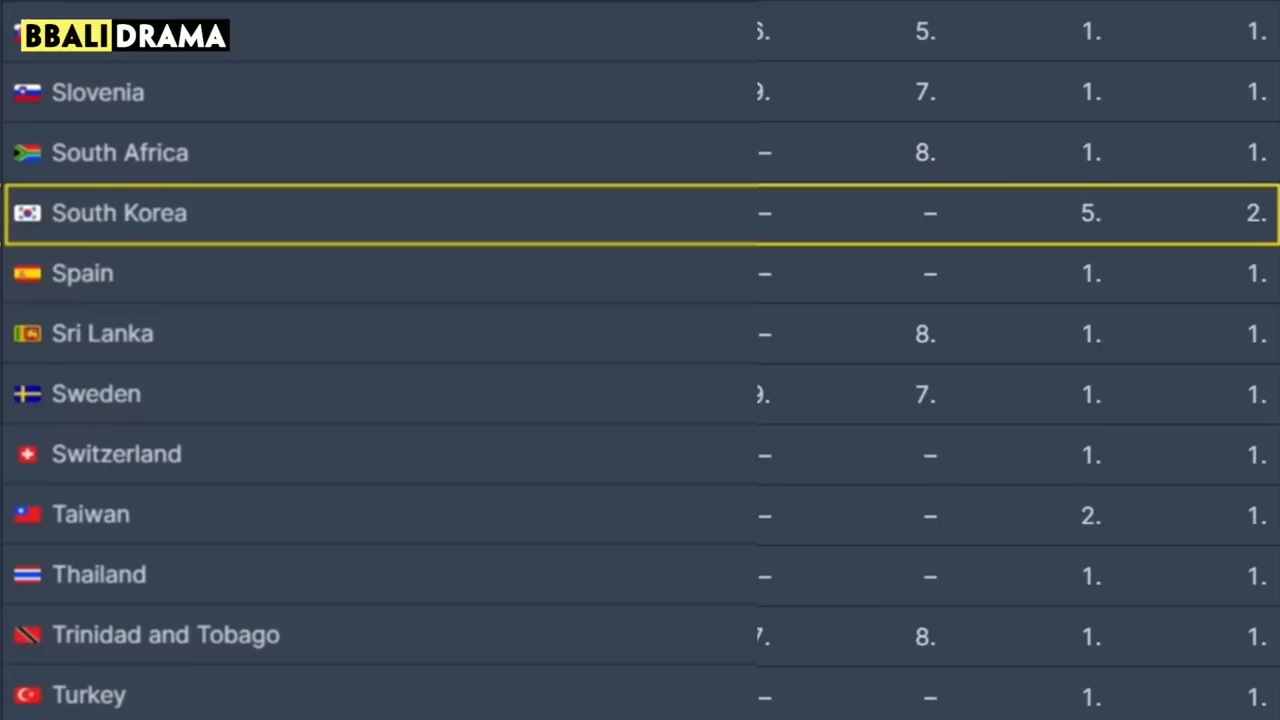 BBALI DRAMA 5. 1. 1.
Slovenia 7. 1. 1.
South Africa – 8. 1. 1.
South Korea – – 5. 2.
Spain – – 1. 1.
Sri Lanka – 8. 1. 1.
Sweden 7. 1. 1.
Switzerland – – 1. 1.
Taiwan – – 2. 1.
Thailand – – 1. 1.
Trinidad and Tobago 8. 1. 1.
Turkey – – 1. 1.